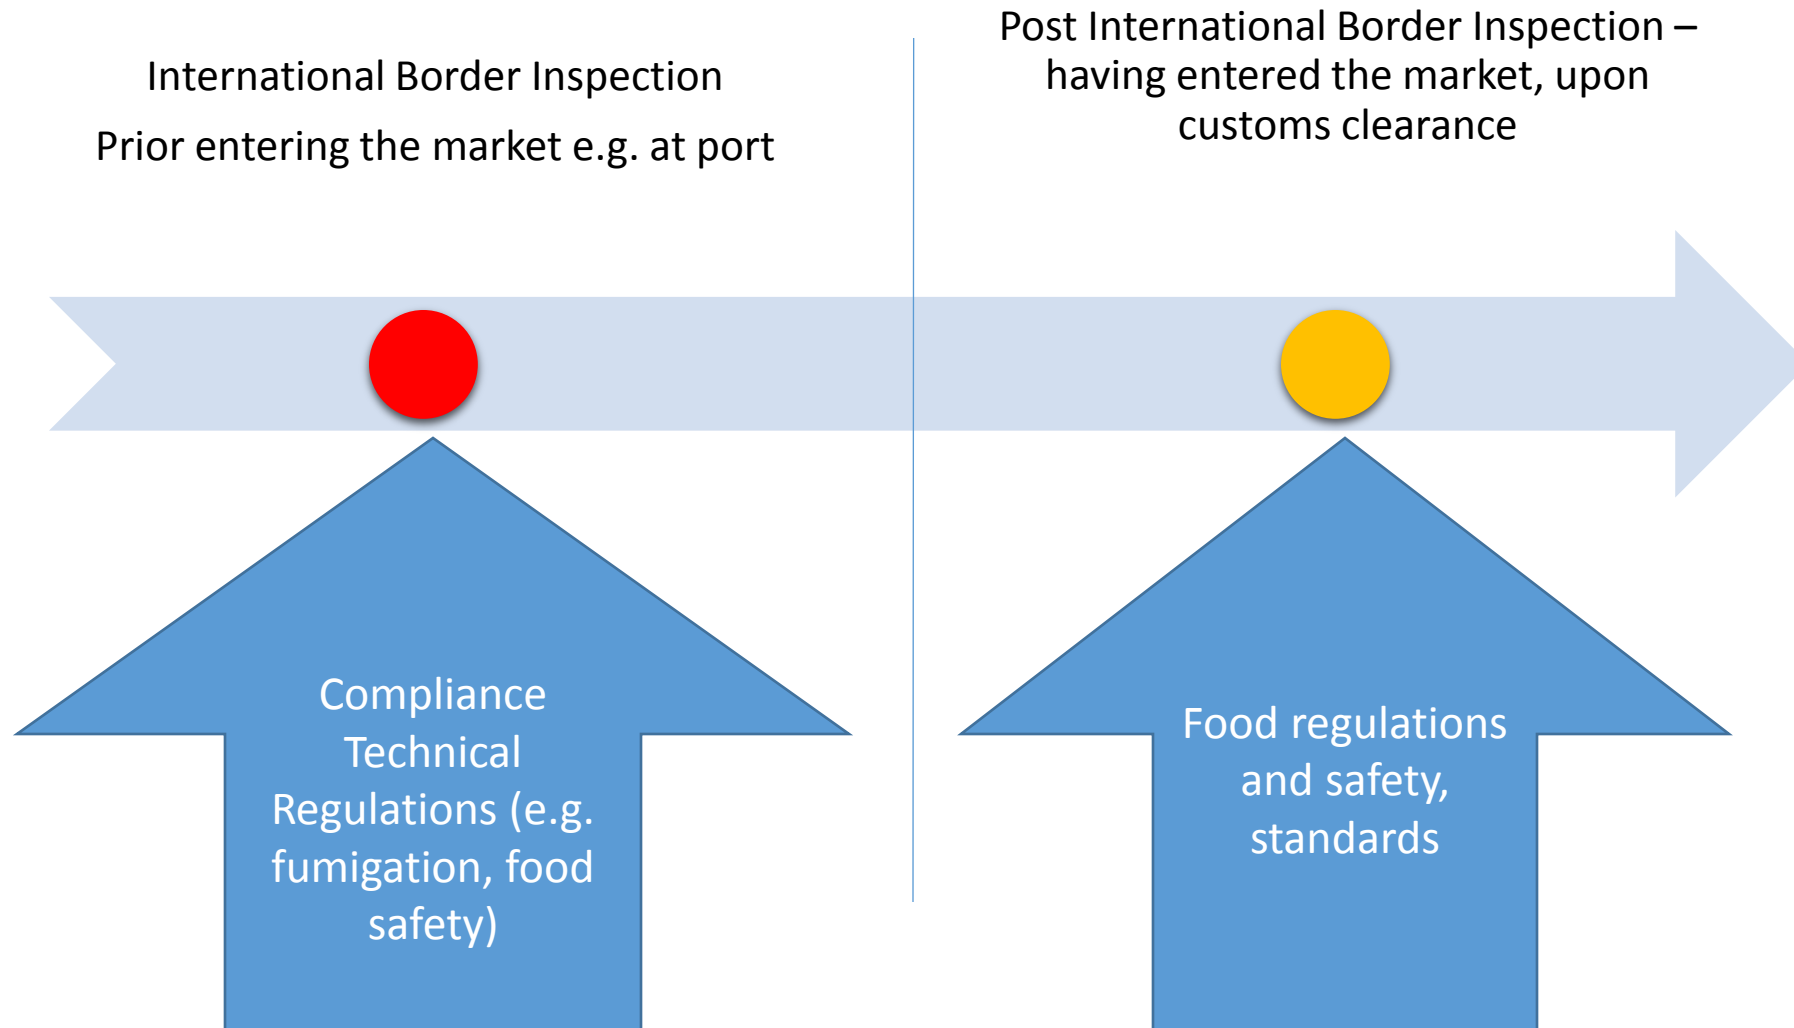 International Border Inspection
Prior entering the market e.g. at port
Post International Border Inspection –
having entered the market, upon
customs clearance
Compliance
Technical
Regulations (e.g.
fumigation, food
safety)
Food regulations
and safety,
standards